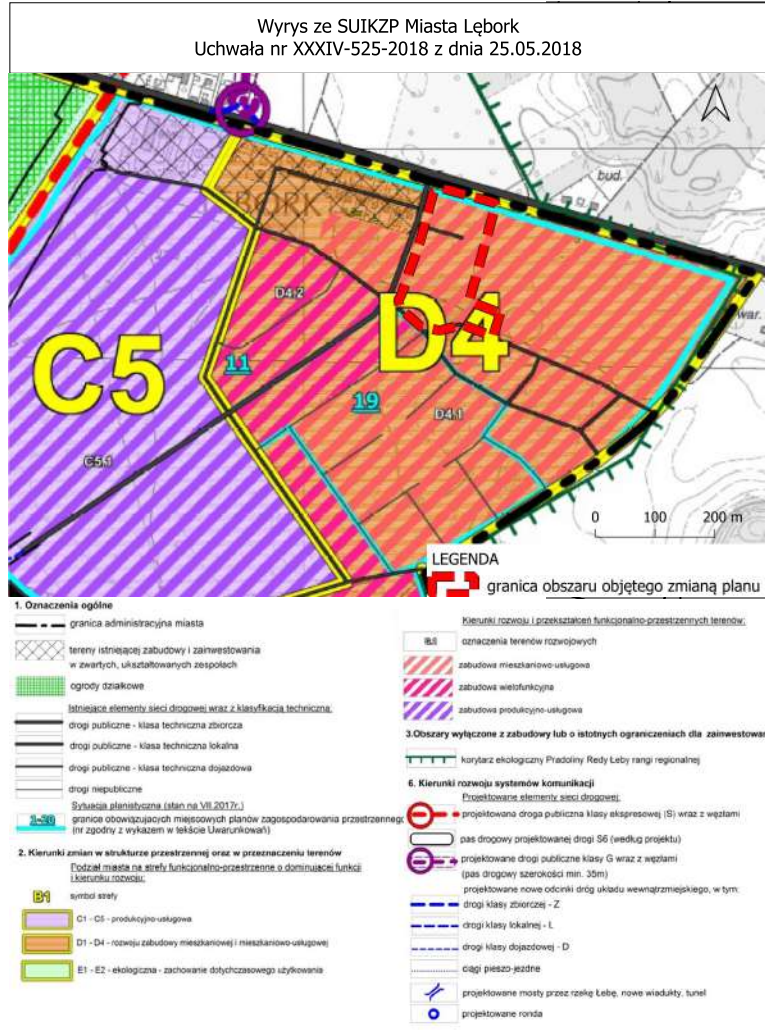 Wyrys ze SUIKZP Miasta Lębork
Uchwała nr XXXIV-525-2018 z dnia 25.05.2018
bud.
BORK
D4.2
war.
C5
D4
11
19
D4.1
C5.1
0 100 200 m
LEGENDA
granica obszaru objętego zmianą planu
1. Oznaczenia ogólne
granica administracyjna miasta
tereny istniejącej zabudowy i zainwestowania
w zwartych, ukształtowanych zespołach
ogrody działkowe
Istniejące elementy sieci drogowej wraz z klasyfikacją techniczną:
drogi publiczne - klasa techniczna zbiorcza
drogi publiczne - klasa techniczna lokalna
drogi publiczne - klasa techniczna dojazdowa
drogi niepubliczne
Sytuacja planistyczna (stan na VII.2017r.)
1-20 granice obowiązujących miejscowych planów zagospodarowania przestrzennego
(nr zgodny z wykazem w tekście Uwarunkowań)
2. Kierunki zmian w strukturze przestrzennej oraz w przeznaczeniu terenów
Podział miasta na strefy funkcjonalno-przestrzenne o dominującej funkcji
i kierunku rozwoju:
B1 symbol strefy
C1 - C5 - produkcyjno-usługowa
D1 - D4 - rozwoju zabudowy mieszkaniowej i mieszkaniowo-usługowej
E1 - E2 - ekologiczna - zachowanie dotychczasowego użytkowania
Kierunki rozwoju i przekształceń funkcjonalno-przestrzennych terenów:
oznaczenia terenów rozwojowych
zabudowa mieszkaniowo-usługowa
zabudowa wielofunkcyjna
zabudowa produkcyjno-usługowa
3.Obszary wyłączone z zabudowy lub o istotnych ograniczeniach dla zainwestowan
korytarz ekologiczny Pradoliny Redy Łeby rangi regionalnej
6. Kierunki rozwoju systemów komunikacji
Projektowane elementy sieci drogowej:
projektowana droga publiczna klasy ekspresowej (S) wraz z węzłami
pas drogowy projektowanej drogi S6 (według projektu)
projektowane drogi publiczne klasy G wraz z węzłami
(pas drogowy szerokości min. 35m)
projektowane nowe odcinki dróg układu wewnątrzmiejskiego, w tym:
drogi klasy zbiorczej - Z
drogi klasy lokalnej - L
drogi klasy dojazdowej - D
ciągi pieszo-jezdne
projektowane mosty przez rzekę Łebę, nowe wiadukty, tunel
projektowane ronda